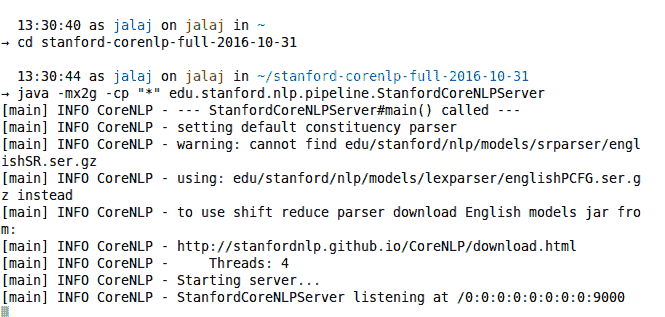 13:30:40 as jalaj on jalaj in ~
→ cd stanford-corenlp-full-2016-10-31
13:30:44 as jalaj on jalaj in ~/stanford-corenlp-full-2016-10-31
→ java -mx2g -cp "*" edu.stanford.nlp.pipeline.StanfordCoreNLPServer
[main] INFO CoreNLP - --- StanfordCoreNLPServer#main() called ---
[main] INFO CoreNLP - setting default constituency parser
[main] INFO CoreNLP - warning: cannot find edu/stanford/nlp/models/srparser/engl
ishSR.ser.gz
[main] INFO CoreNLP - using: edu/stanford/nlp/models/lexparser/englishPCFG.ser.g
z instead
[main] INFO CoreNLP - to use shift reduce parser download English models jar fro
m:
[main] INFO CoreNLP - http://stanfordnlp.github.io/CoreNLP/download.html
[main] INFO CoreNLP -     Threads: 4
[main] INFO CoreNLP - Starting server...
[main] INFO CoreNLP - StanfordCoreNLPServer listening at /0:0:0:0:0:0:0:0:9000